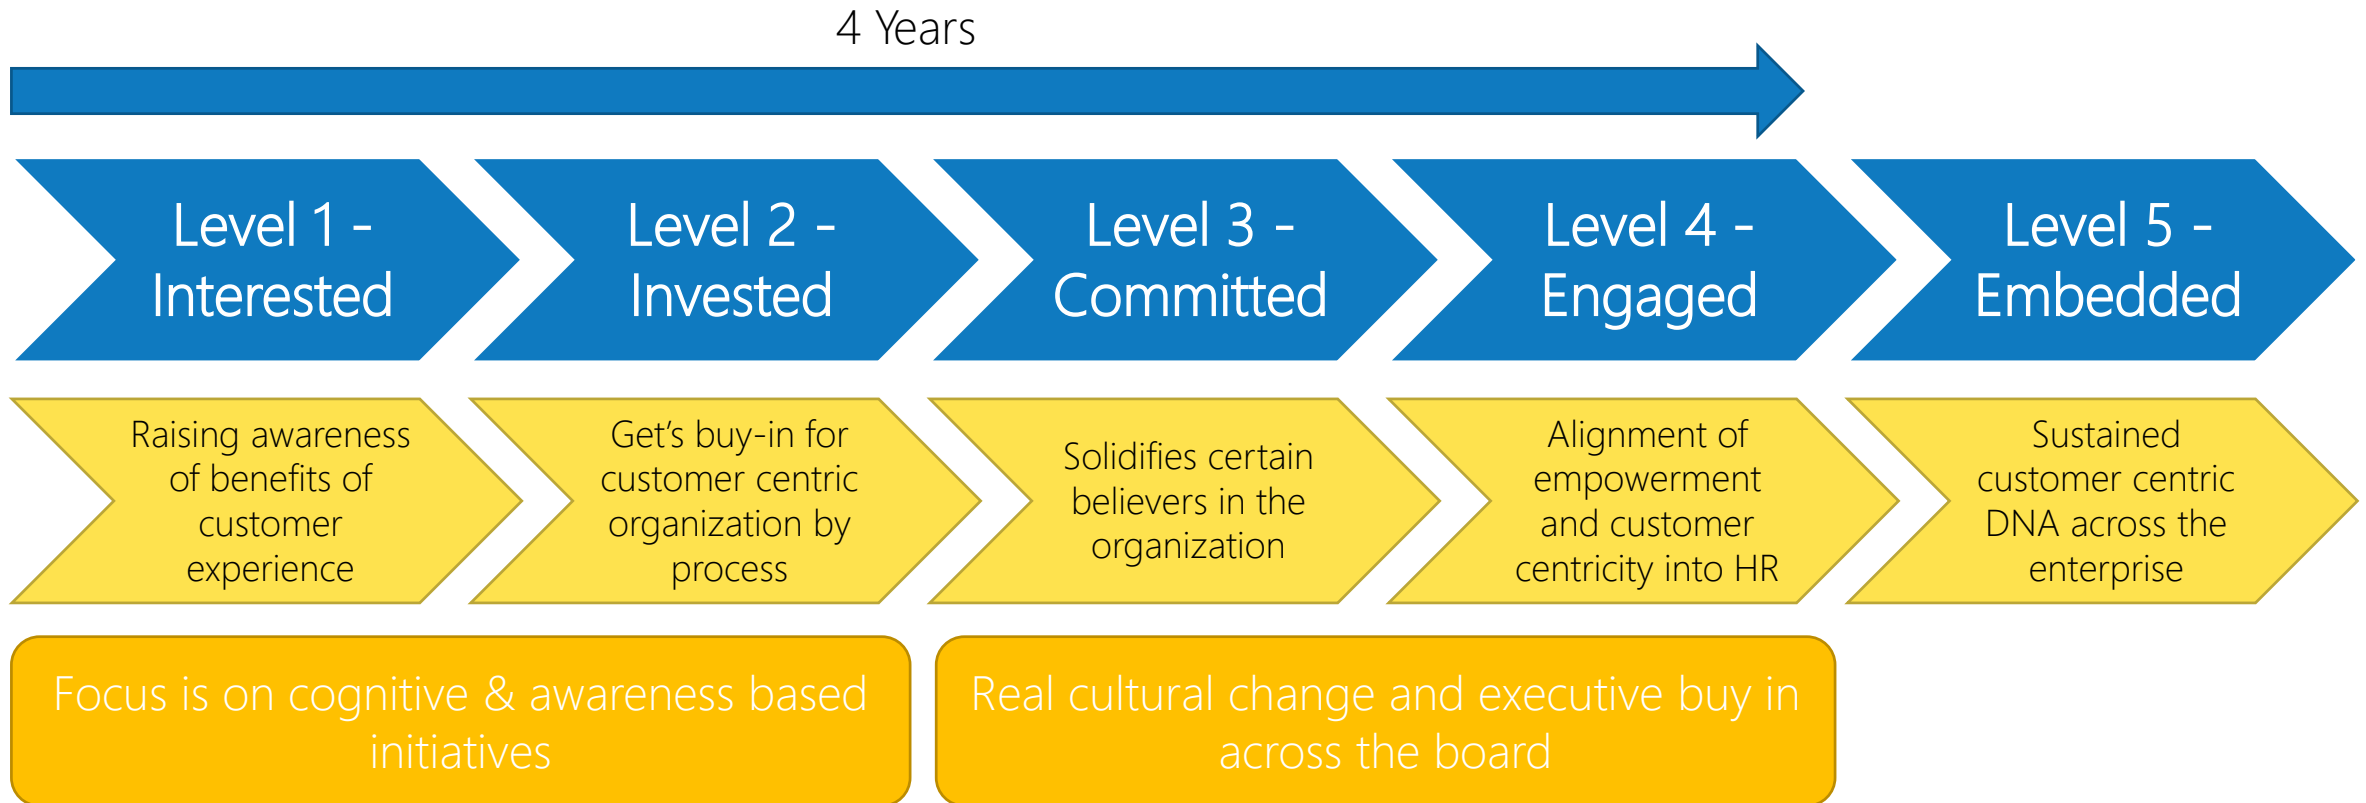 4 Years
Level 1 -
Interested
Level 2 -
Invested
Level 3 -
Committed
Level 4 -
Engaged
Level 5 -
Embedded
Raising awareness
of benefits of
customer
experience
Get’s buy-in for
customer centric
organization by
process
Solidifies certain
believers in the
organization
Alignment of
empowerment
and customer
centricity into HR
Sustained
customer centric
DNA across the
enterprise
Focus is on cognitive & awareness based
initiatives
Real cultural change and executive buy in
across the board